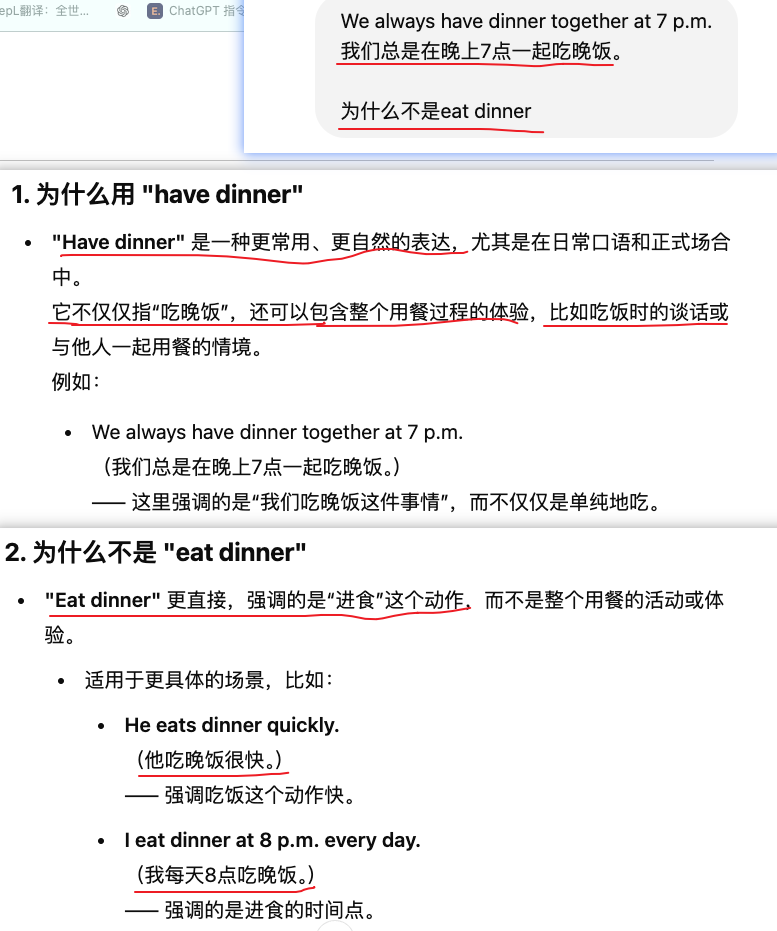 epL翻译：全世... E. ChatGPT 指令
We always have dinner together at 7 p.m.
我们总是在晚上7点一起吃晚饭。
为什么不是eat dinner
1. 为什么用 "have dinner"
• "Have dinner" 是一种更常用、更自然的表达，尤其是在日常口语和正式场合
中。
它不仅仅指“吃晚饭”，还可以包含整个用餐过程的体验，比如吃饭时的谈话或
与他人一起用餐的情境。
例如：
• We always have dinner together at 7 p.m.
（我们总是在晚上7点一起吃晚饭。）
—— 这里强调的是“我们吃晚饭这件事情”，而不仅仅是单纯地吃。
2. 为什么不是 "eat dinner"
• "Eat dinner" 更直接，强调的是“进食”这个动作，而不是整个用餐的活动或体
验。
• 适用于更具体的场景，比如：
• He eats dinner quickly.
（他吃晚饭很快。）
—— 强调吃饭这个动作快。
• I eat dinner at 8 p.m. every day.
（我每天8点吃晚饭。）
—— 强调的是进食的时间点。